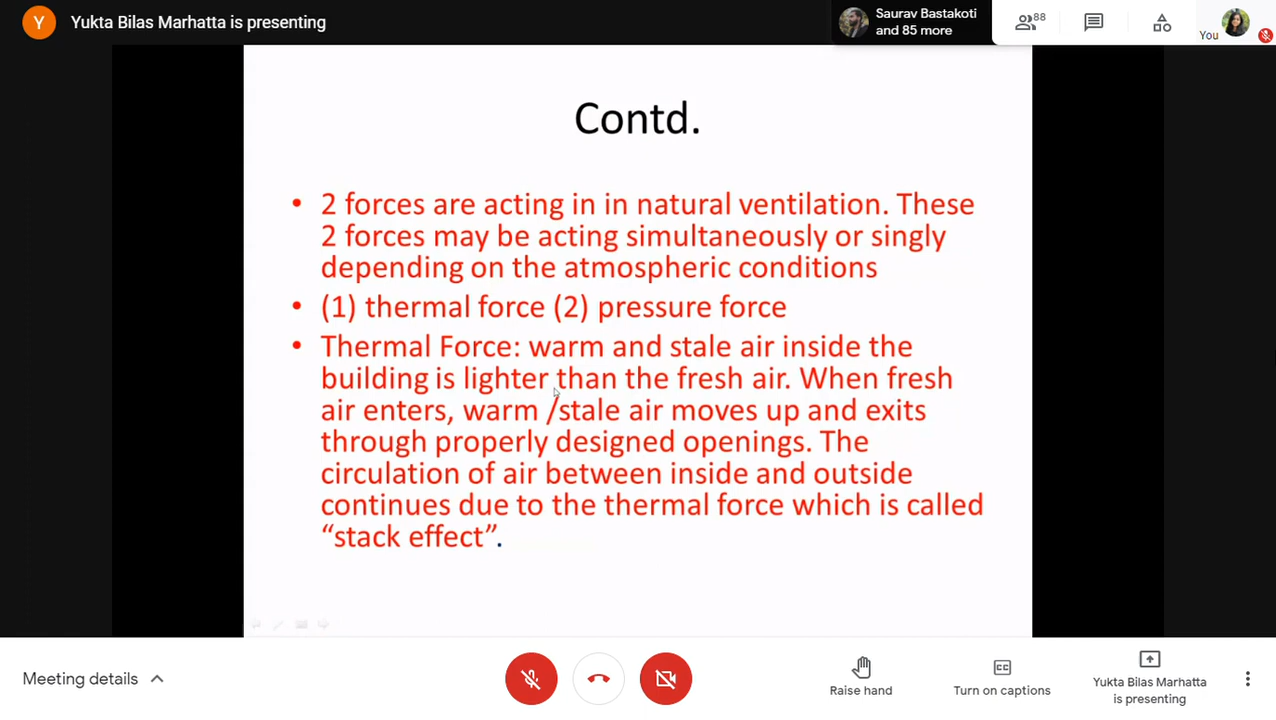 Y
Yukta Bilas Marhatta is presenting
Saurav Bastakoti
and 85 more
88
You
Contd.
• 2 forces are acting in in natural ventilation. These
2 forces may be acting simultaneously or singly
depending on the atmospheric conditions
• (1) thermal force (2) pressure force
• Thermal Force: warm and stale air inside the
building is lighter than the fresh air. When fresh
air enters, warm /stale air moves up and exits
through properly designed openings. The
circulation of air between inside and outside
continues due to the thermal force which is called
“stack effect”.
Meeting details
Raise hand
CC
Turn on captions
Yukta Bilas Marhatta
is presenting